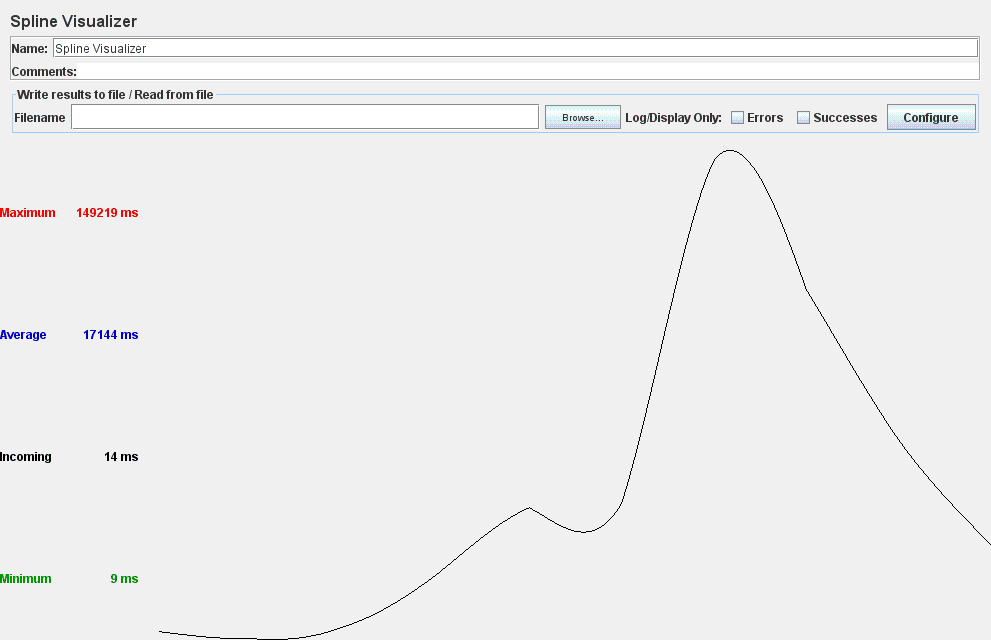 Spline Visualizer
Name: Spline Visualizer
Comments:
Write results to file / Read from file
Filename Browse... Log/Display Only: Errors Successes Configure
Maximum 149219 ms
Average 17144 ms
Incoming 14 ms
Minimum 9 ms